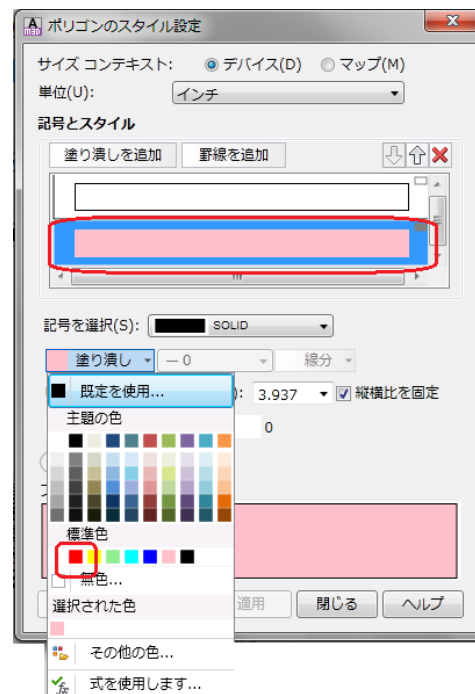 ポリゴンのスタイル設定
サイズ コンテキスト: デバイス(D) マップ(M)
単位(U): インチ
記号とスタイル
塗り潰しを追加 罫線を追加
記号を選択(S): SOLID
塗り潰し — 0 線分
既定を使用... ): 3.937 縦横比を固定
主題の色
0
標準色
無色...
選択された色 適用 閉じる ヘルプ
その他の色...
式を使用します...